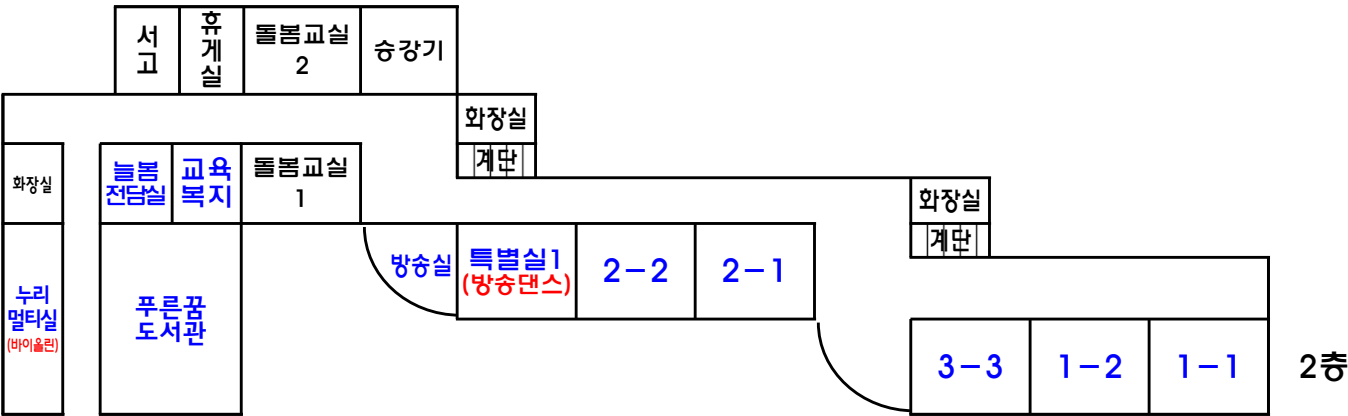 서고
휴게실
돌봄교실
2
승강기
화장실
계단
화장실
늘봄
전담실
교육
복지
돌봄교실
1
화장실
계단
누리
멀티실
(바이올린)
푸른꿈
도서관
방송실
특별실1
(방송댄스)
2-2
2-1
3-3
1-2
1-1
2층